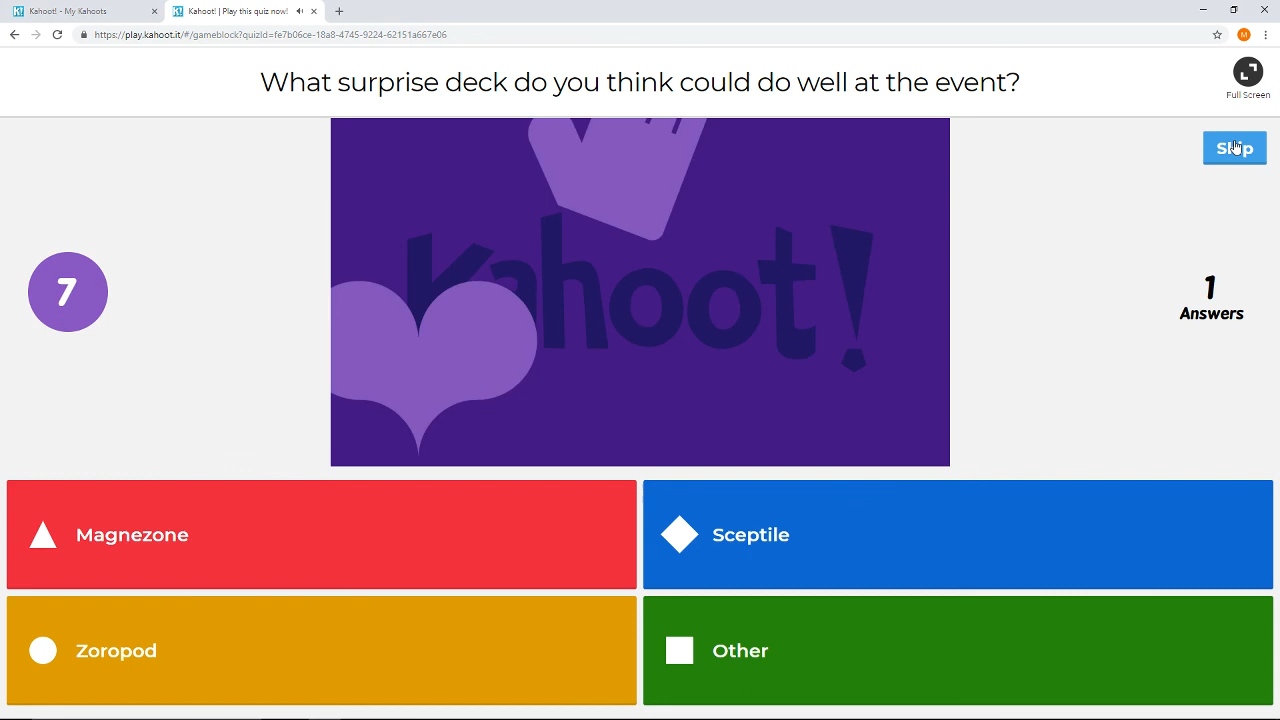 Kahoot! - My Kahoots
Kahoot! | Play this quiz now!
https://play.kahoot.it/#/gameblock?quizId=fe7b06ce-18a8-4745-9224-62151a667e06
M
What surprise deck do you think could do well at the event?
Full Screen
Skip
Kahoot!
7
1
Answers
Magnezone
Sceptile
Zoropod
Other